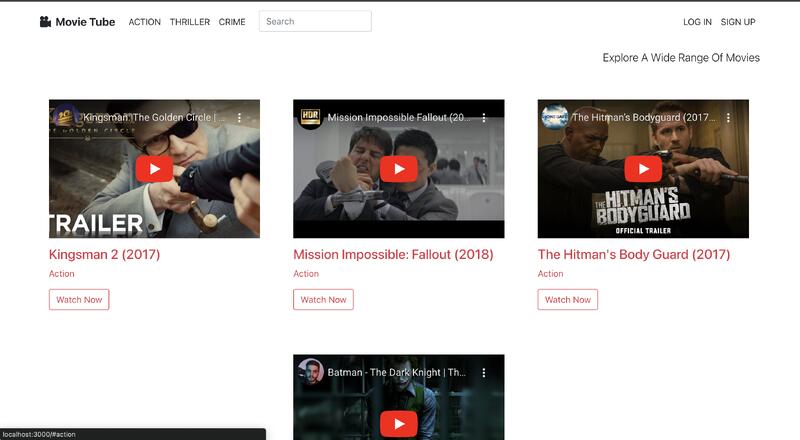 Movie Tube ACTION THRILLER CRIME Search LOG IN SIGN UP
Explore A Wide Range Of Movies
Kingsman: The Golden Circle | ...
GOLDEN CIRCLE
TRAILER
Kingsman 2 (2017)
Action
Watch Now
HDR
Mission Impossible Fallout (20...
Mission Impossible: Fallout (2018)
Action
Watch Now
The Hitman's Bodyguard (2017...
THE
HITMAN'S
BODYGUARD
OFFICIAL TRAILER
The Hitman's Body Guard (2017)
Action
Watch Now
Batman - The Dark Knight | Th...
localhost:3000/#action